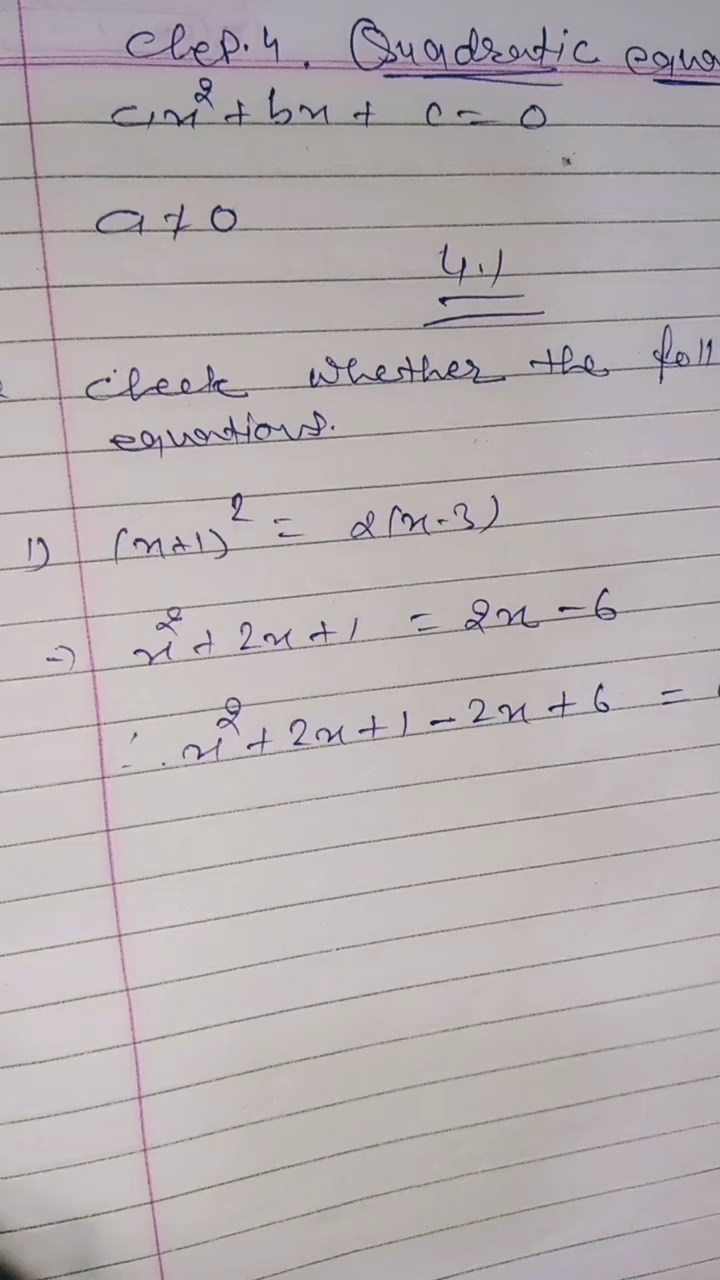 Chep.4. Quadratic equa
ax² + bx + c = 0
a ≠ 0
4.1
Check whether the foll
equations.
1) (x+1)² = 2(x-3)
⇒ x² + 2x + 1 = 2x - 6
∴ x² + 2x + 1 - 2x + 6 =